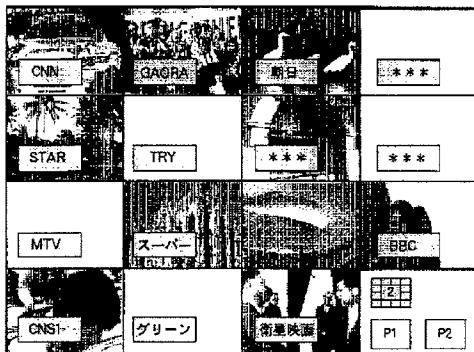 CNN
GAORA
朝日
***
STAR
TRY
***
***
MTV
スーパー
BBC
CNS1
グリーン
衛星映画
2
P1
P2